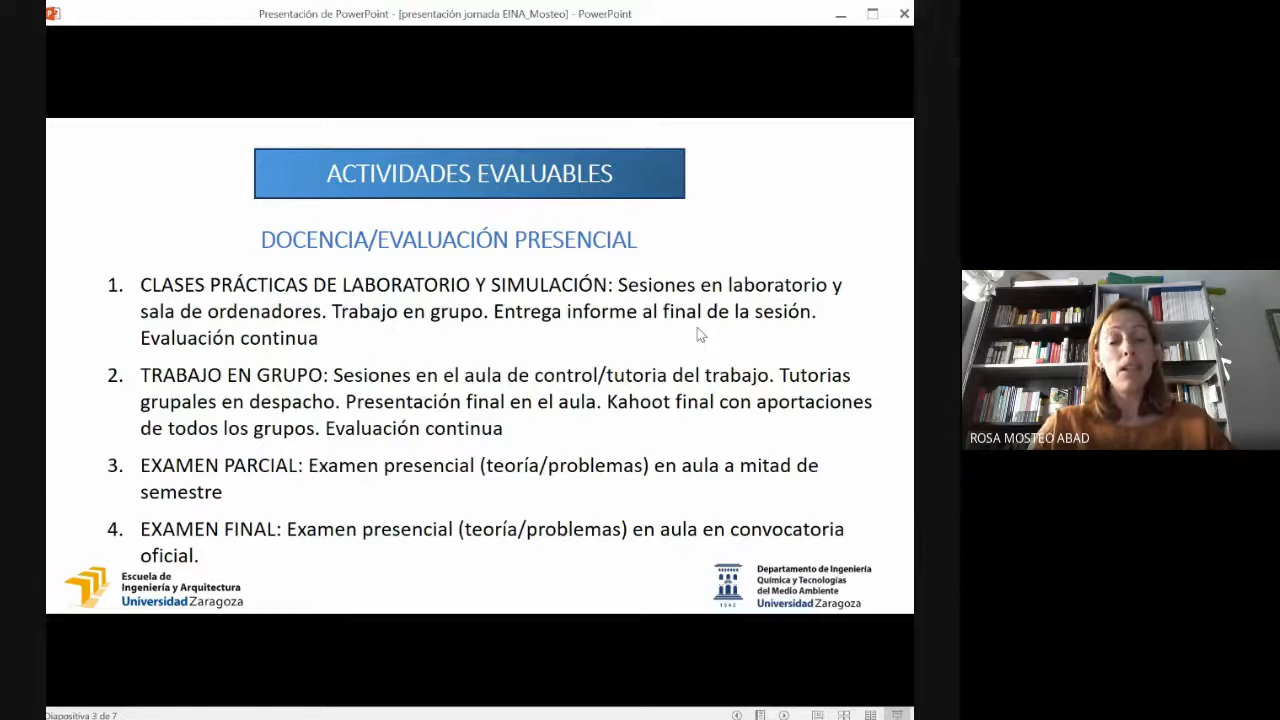 Presentación de PowerPoint - [presentación jornada EINA_Mosteo] - PowerPoint
ACTIVIDADES EVALUABLES
DOCENCIA/EVALUACIÓN PRESENCIAL
1. CLASES PRÁCTICAS DE LABORATORIO Y SIMULACIÓN: Sesiones en laboratorio y
sala de ordenadores. Trabajo en grupo. Entrega informe al final de la sesión.
Evaluación continua
2. TRABAJO EN GRUPO: Sesiones en el aula de control/tutoria del trabajo. Tutorias
grupales en despacho. Presentación final en el aula. Kahoot final con aportaciones
de todos los grupos. Evaluación continua
3. EXAMEN PARCIAL: Examen presencial (teoría/problemas) en aula a mitad de
semestre
4. EXAMEN FINAL: Examen presencial (teoría/problemas) en aula en convocatoria
oficial.
Escuela de
Ingeniería y Arquitectura
Universidad Zaragoza
1542
Departamento de Ingeniería
Química y Tecnologías
del Medio Ambiente
Universidad Zaragoza
ROSA MOSTEO ABAD
Diapositiva 3 de 7